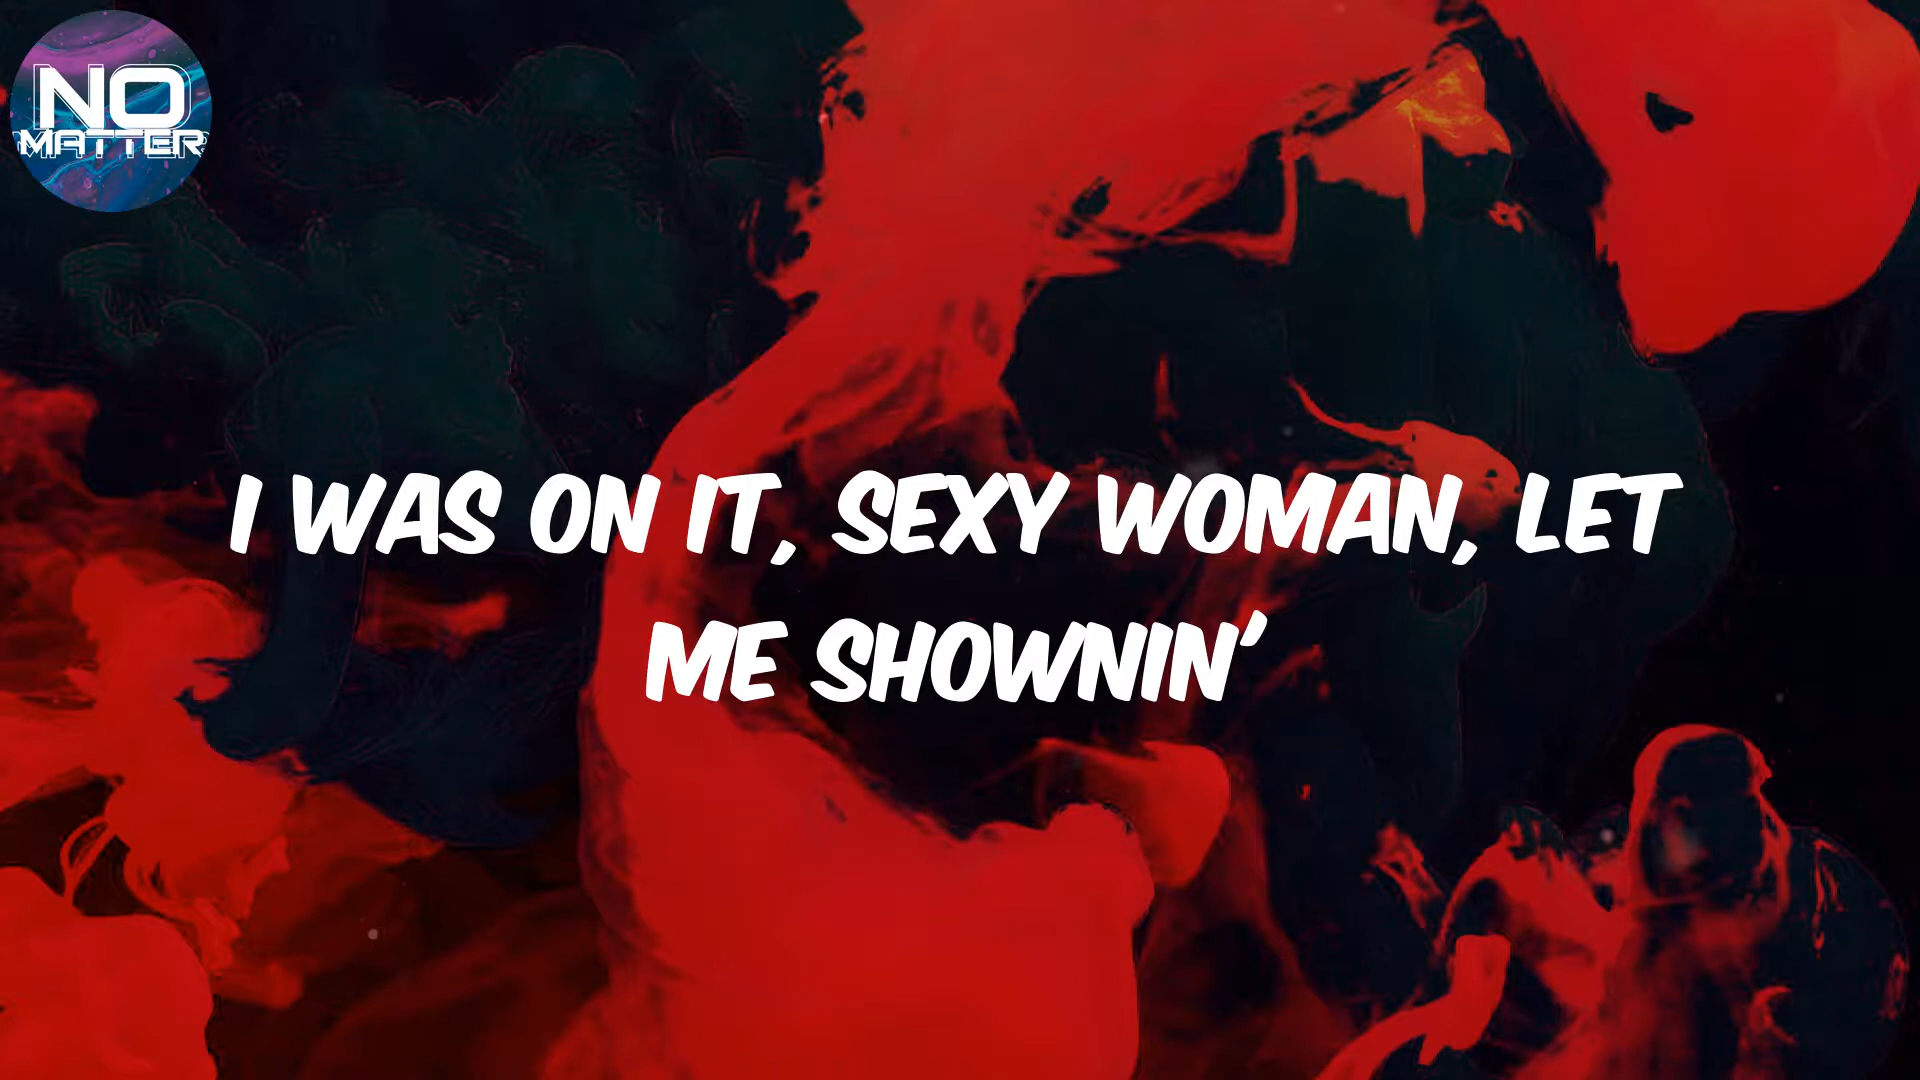 NO
MATTER
I WAS ON IT, SEXY WOMAN, LET
ME SHOWNIN'